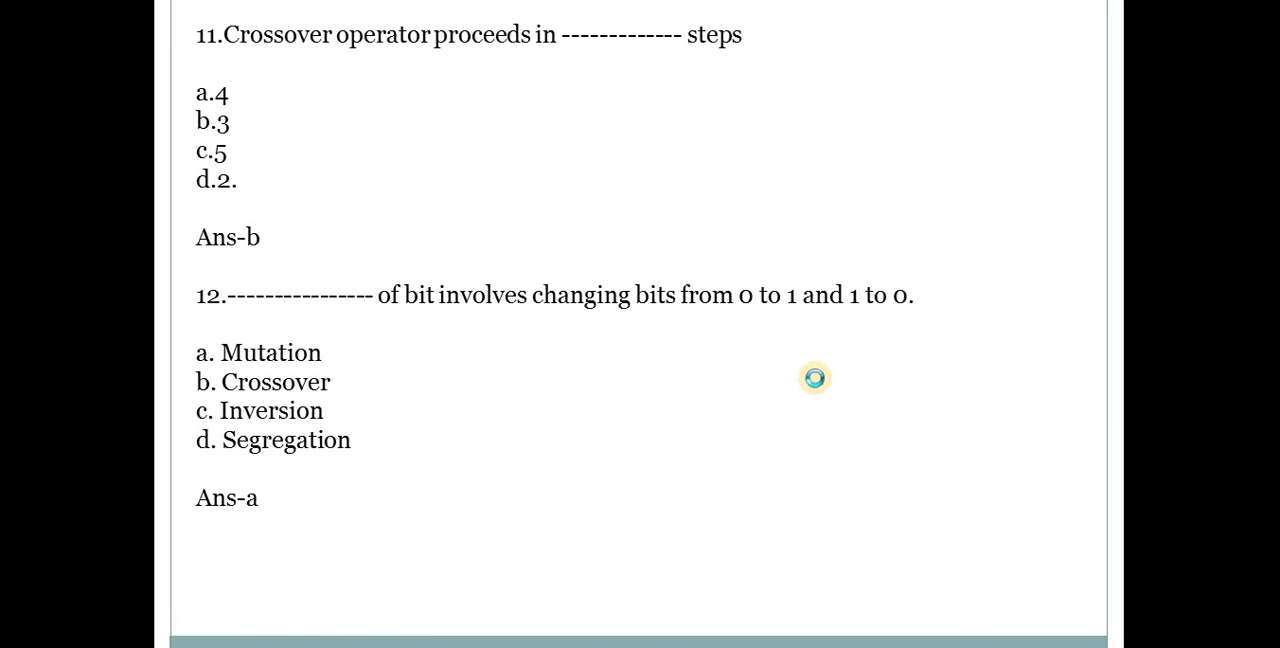 11.Crossover operator proceeds in ------------- steps
a.4
b.3
c.5
d.2.
Ans-b
12.---------------- of bit involves changing bits from 0 to 1 and 1 to 0.
a. Mutation
b. Crossover
c. Inversion
d. Segregation
Ans-a